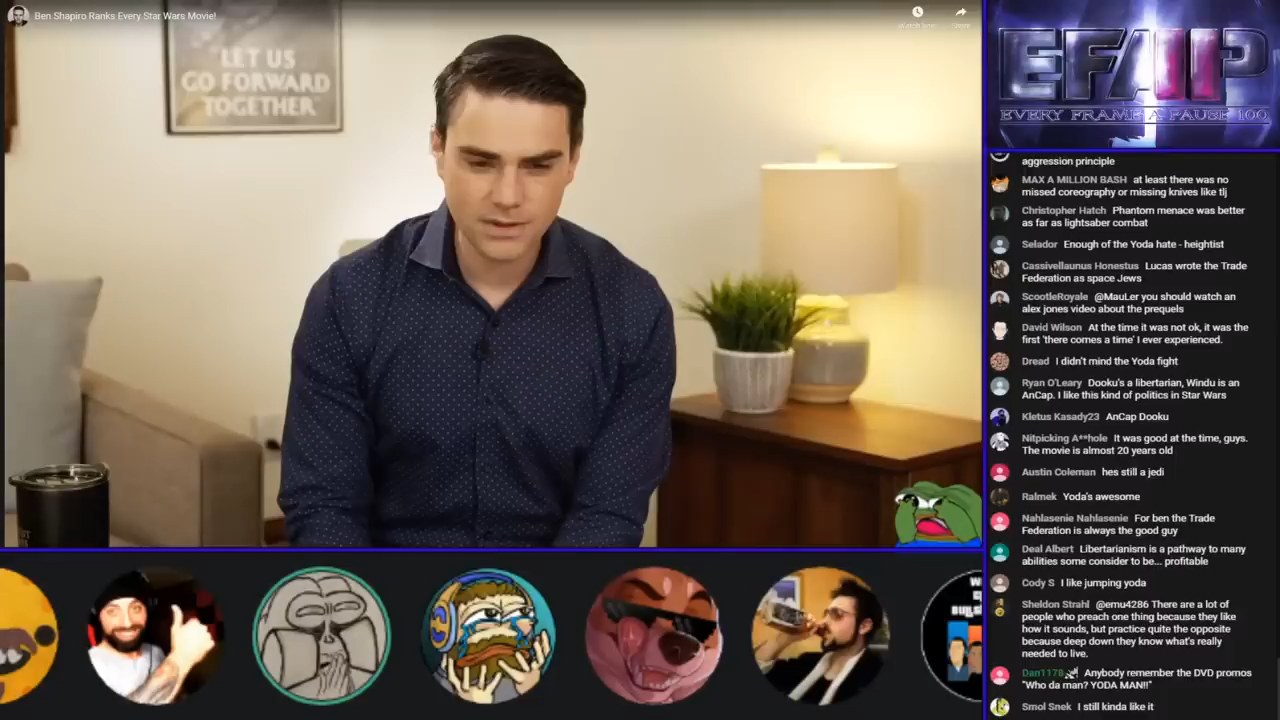 Ben Shapiro Ranks Every Star Wars Movie!
Share
LET US
GO FORWARD
TOGETHER
EFAP
EVERY FRAME A PAUSE 100
aggression principle
MAX A MILLION BASH at least there was no
missed coreography or missing knives like tlj
Christopher Hatch Phantom menace was better
as far as lightsaber combat
Selador Enough of the Yoda hate - heightist
Cassivellaunus Honestus Lucas wrote the Trade
Federation as space Jews
ScootleRoyale @MauLer you should watch an
alex jones video about the prequels
David Wilson At the time it was not ok, it was the
first 'there comes a time' I ever experienced.
Dread I didn't mind the Yoda fight
Ryan O'Leary Dooku's a libertarian, Windu is an
AnCap. I like this kind of politics in Star Wars
Kletus Kasady23 AnCap Dooku
Nitpicking A**hole It was good at the time, guys.
The movie is almost 20 years old
Austin Coleman hes still a jedi
Ralmek Yoda's awesome
Nahlasenie Nahlasenie For ben the Trade
Federation is always the good guy
Deal Albert Libertarianism is a pathway to many
abilities some consider to be... profitable
Cody S I like jumping yoda
Sheldon Strahl @emu4286 There are a lot of
people who preach one thing because they like
how it sounds, but practice quite the opposite
because deep down they know what's really
needed to live.
Dan1178 Anybody remember the DVD promos
"Who da man? YODA MAN!!"
Smol Snek I still kinda like it